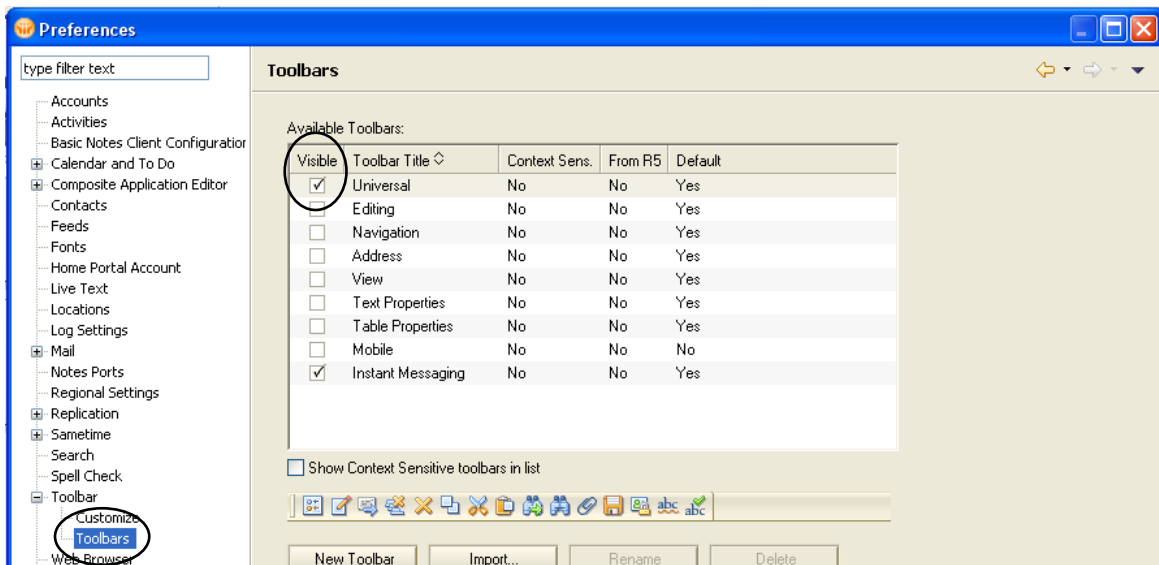 Preferences
type filter text
Toolbars
Accounts
Activities
Basic Notes Client Configuration
Calendar and To Do
Composite Application Editor
Contacts
Feeds
Fonts
Home Portal Account
Live Text
Locations
Log Settings
Mail
Notes Ports
Regional Settings
Replication
Sametime
Search
Spell Check
Toolbar
Customize
Toolbars
Web Browser
Available Toolbars:
Visible Toolbar Title Context Sens. From R5 Default
Universal No No Yes
Editing No No Yes
Navigation No No Yes
Address No No Yes
View No No Yes
Text Properties No No Yes
Table Properties No No Yes
Mobile No No No
Instant Messaging No No Yes
Show Context Sensitive toolbars in list
abc abc
New Toolbar Import... Rename Delete